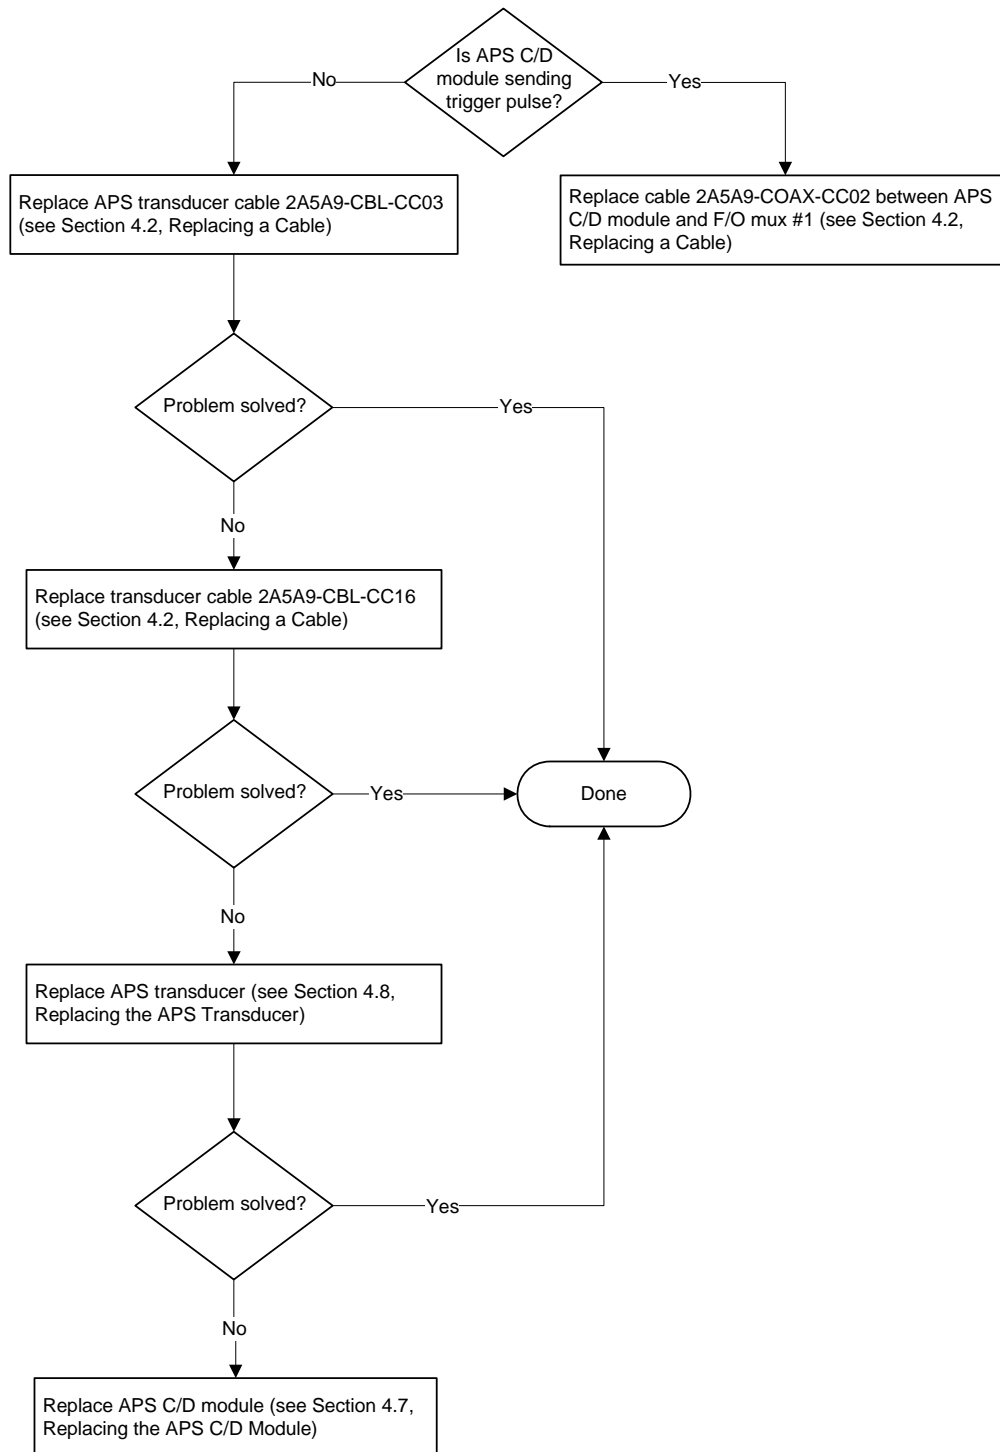 Is APS C/D
module sending
trigger pulse?
No
Yes
Replace APS transducer cable 2A5A9-CBL-CC03
(see Section 4.2, Replacing a Cable)
Replace cable 2A5A9-COAX-CC02 between APS
C/D module and F/O mux #1 (see Section 4.2,
Replacing a Cable)
Problem solved?
Yes
No
Replace transducer cable 2A5A9-CBL-CC16
(see Section 4.2, Replacing a Cable)
Problem solved?
Yes
Done
No
Replace APS transducer (see Section 4.8,
Replacing the APS Transducer)
Problem solved?
Yes
No
Replace APS C/D module (see Section 4.7,
Replacing the APS C/D Module)